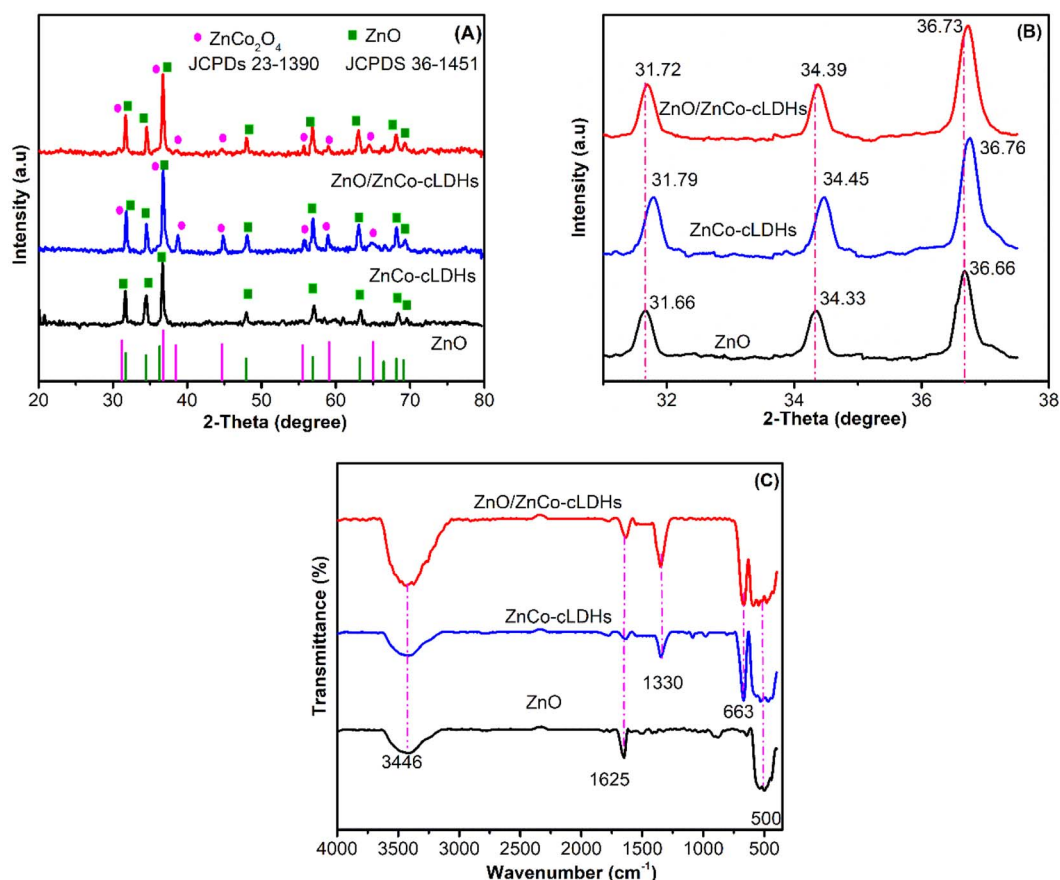 (A)
ZnCo2O4
ZnO
JCPDs 23-1390
JCPDS 36-1451
ZnO/ZnCo-cLDHs
ZnCo-cLDHs
ZnO
Intensity (a.u)
20 30 40 50 60 70 80
2-Theta (degree)
(B)
36.73
31.72
34.39
ZnO/ZnCo-cLDHs
36.76
31.79
34.45
ZnCo-cLDHs
36.66
31.66
34.33
ZnO
Intensity (a.u)
32 34 36 38
2-Theta (degree)
(C)
ZnO/ZnCo-cLDHs
ZnCo-cLDHs
1330
ZnO
663
3446
1625
500
Transmittance (%)
4000 3500 3000 2500 2000 1500 1000 500
Wavenumber (cm-1)